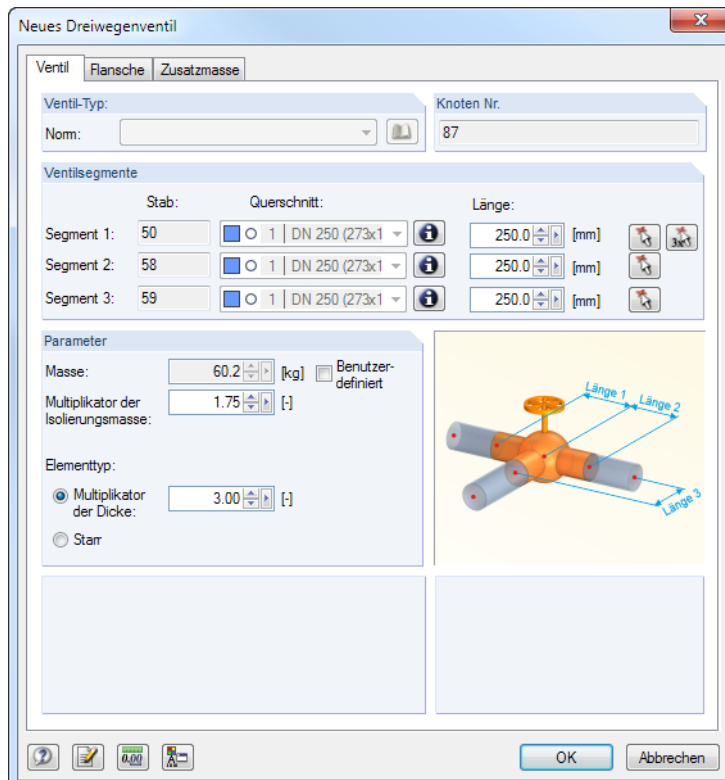 Neues Dreiwegenventil
Ventil Flansche Zusatzmasse
Ventil-Typ:
Norm:
Knoten Nr.
87
Ventilsegmente
Stab: Querschnitt: Länge:
Segment 1: 50 1 | DN 250 (273x1 250.0 [mm] 3x
Segment 2: 58 1 | DN 250 (273x1 250.0 [mm]
Segment 3: 59 1 | DN 250 (273x1 250.0 [mm]
Parameter
Masse: 60.2 [kg] Benutzer-
definiert
Multiplikator der
Isolierungsmasse: 1.75 [-]
Elementtyp:
Multiplikator
der Dicke: 3.00 [-]
Starr
Länge 1
Länge 2
Länge 3
0.00
OK Abbrechen